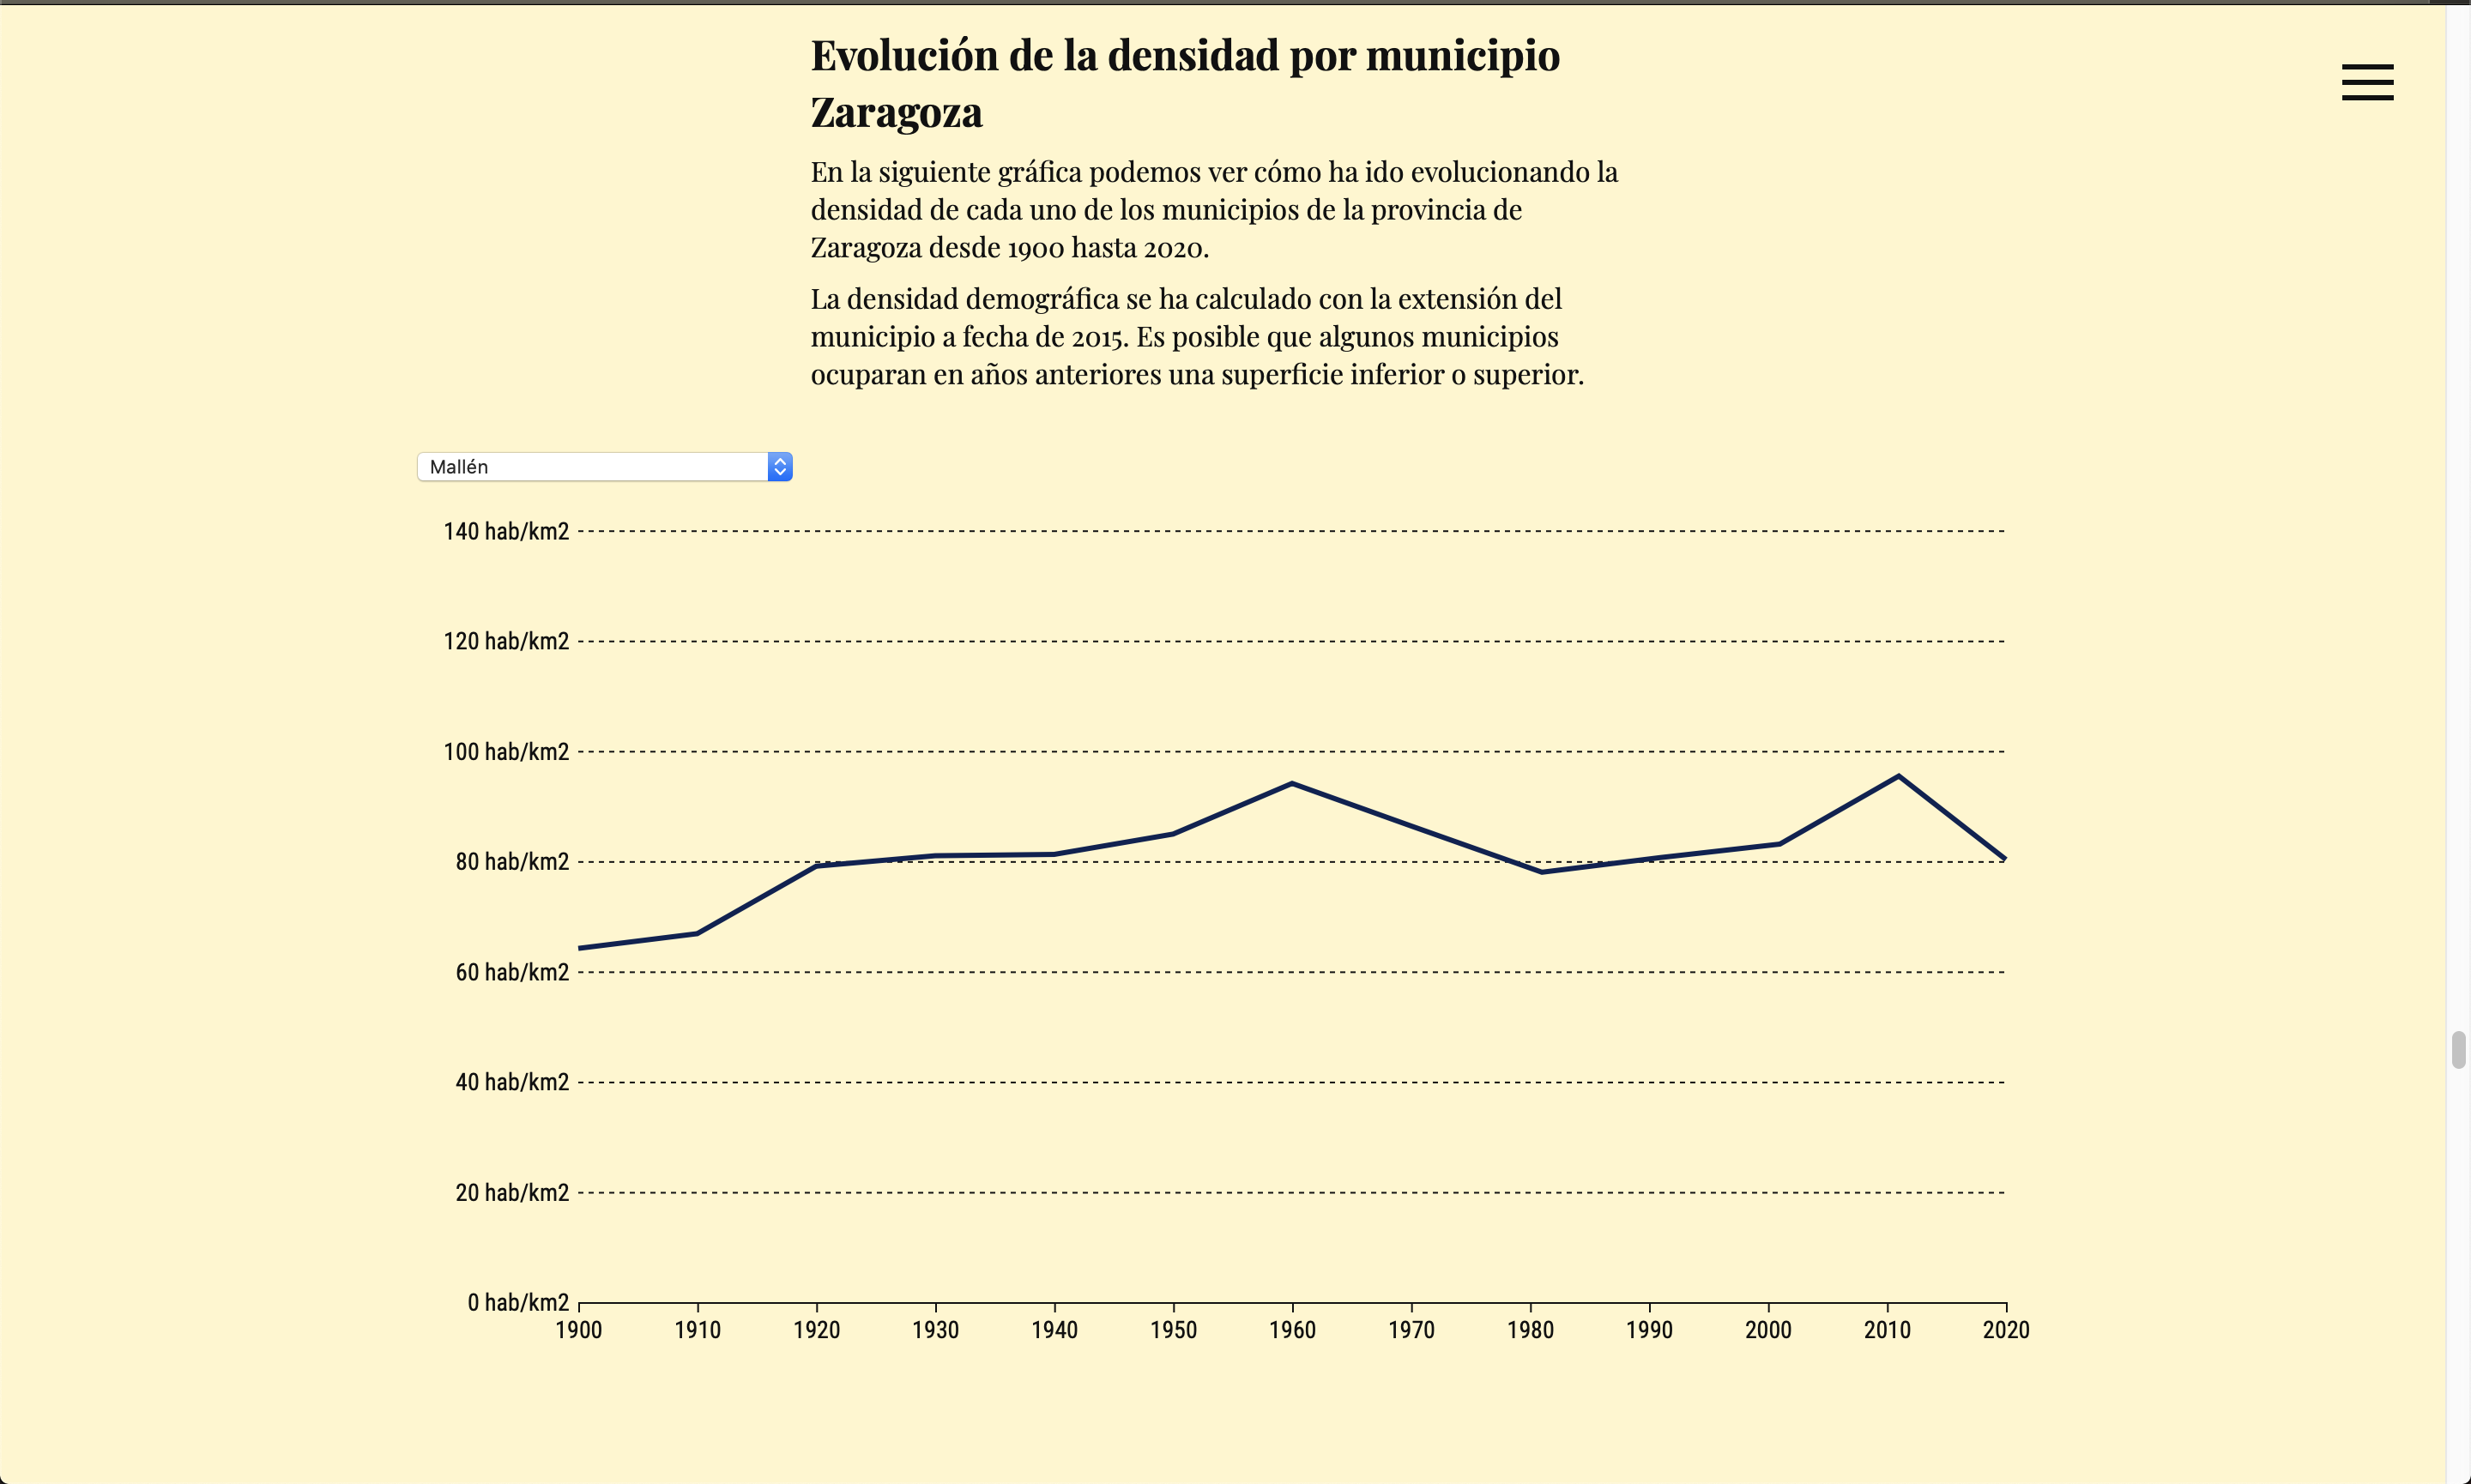 Evolución de la densidad por municipio
Zaragoza
En la siguiente gráfica podemos ver cómo ha ido evolucionando la
densidad de cada uno de los municipios de la provincia de
Zaragoza desde 1900 hasta 2020.
La densidad demográfica se ha calculado con la extensión del
municipio a fecha de 2015. Es posible que algunos municipios
ocuparan en años anteriores una superficie inferior o superior.
Mallén
140 hab/km2
120 hab/km2
100 hab/km2
80 hab/km2
60 hab/km2
40 hab/km2
20 hab/km2
0 hab/km2
1900 1910 1920 1930 1940 1950 1960 1970 1980 1990 2000 2010 2020